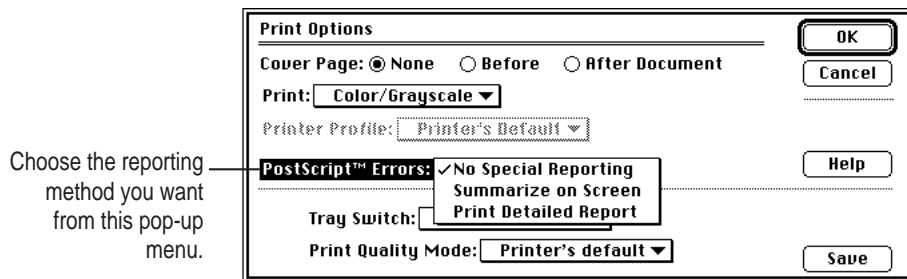 Print Options
OK
Cover Page: None Before After Document
Cancel
Print: Color/Grayscale
Printer Profile: Printer's Default
Choose the reporting
method you want
from this pop-up
menu.
PostScript™ Errors: ✓No Special Reporting
Summarize on Screen
Print Detailed Report
Help
Tray Switch:
Print Quality Mode: Printer's default
Save